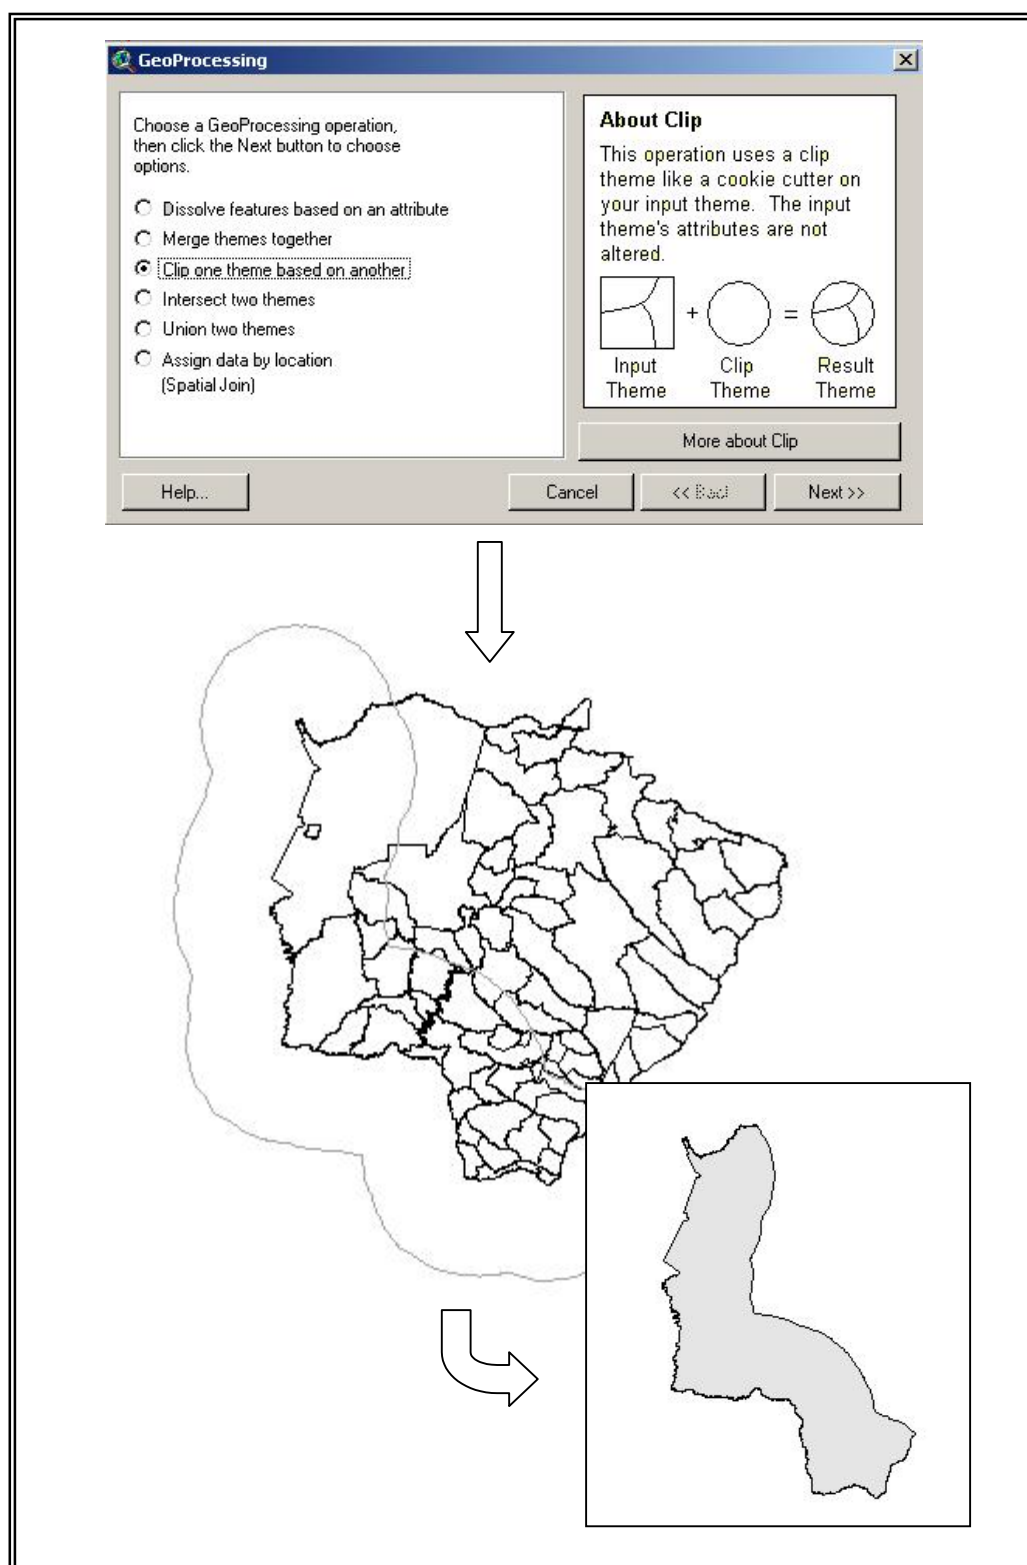 GeoProcessing
Choose a GeoProcessing operation,
then click the Next button to choose
options.
Dissolve features based on an attribute
Merge themes together
Clip one theme based on another
Intersect two themes
Union two themes
Assign data by location
(Spatial Join)
About Clip
This operation uses a clip
theme like a cookie cutter on
your input theme. The input
theme's attributes are not
altered.
+ =
Input Clip Result
Theme Theme Theme
More about Clip
Help... Cancel << Back Next >>